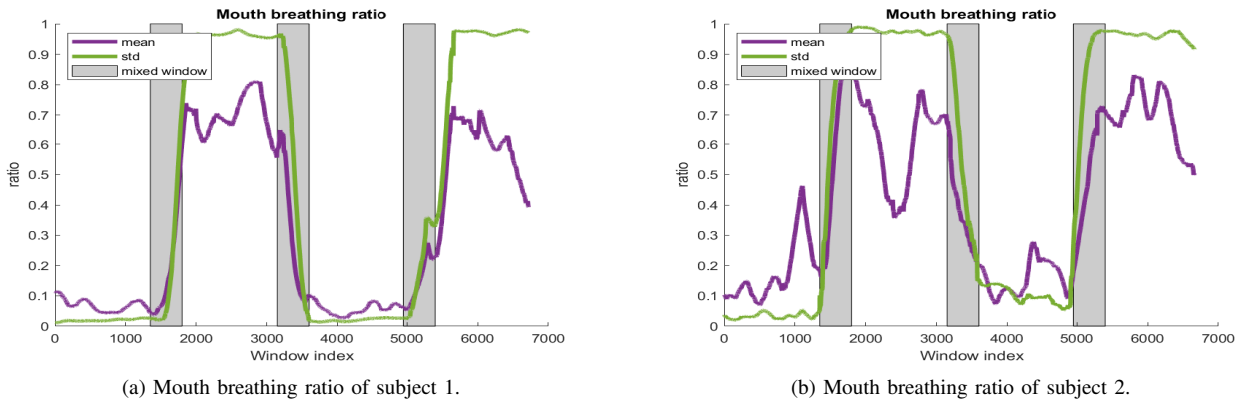 Mouth breathing ratio
1
0.9
0.8
0.7
0.6
0.5
0.4
0.3
0.2
0.1
0
ratio
mean
std
mixed window
0 1000 2000 3000 4000 5000 6000 7000
Window index
(a) Mouth breathing ratio of subject 1.
Mouth breathing ratio
1
0.9
0.8
0.7
0.6
0.5
0.4
0.3
0.2
0.1
0
ratio
mean
std
mixed window
0 1000 2000 3000 4000 5000 6000 7000
Window index
(b) Mouth breathing ratio of subject 2.